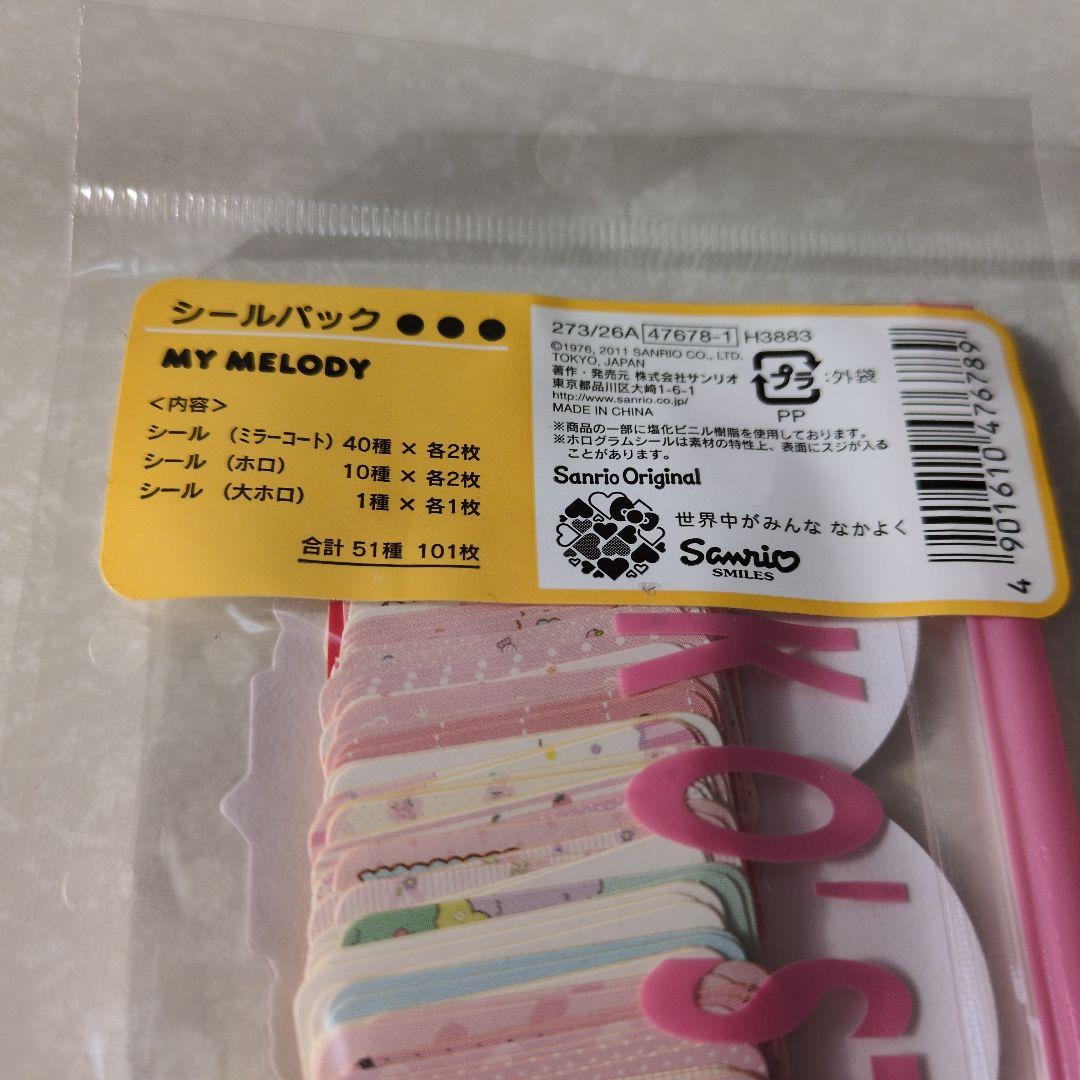 シールパック ●●●
MY MELODY
＜内容＞
シール （ミラーコート） 40種 × 各2枚
シール （ホロ） 10種 × 各2枚
シール （大ホロ） 1種 × 各1枚
合計 51種 101枚
273/26A 47678-1 H3883
©1976, 2011 SANRIO CO., LTD.
TOKYO, JAPAN
著作・発売元 株式会社サンリオ
東京都品川区大崎1-6-1
http://www.sanrio.co.jp/
MADE IN CHINA
プラ :外袋
PP
※商品の一部に塩化ビニル樹脂を使用しております。
※ホログラムシールは素材の特性上、表面にスジが入る
ことがあります。
Sanrio Original
世界中がみんな なかよく
Sanrio
SMILES
4 901610 476789